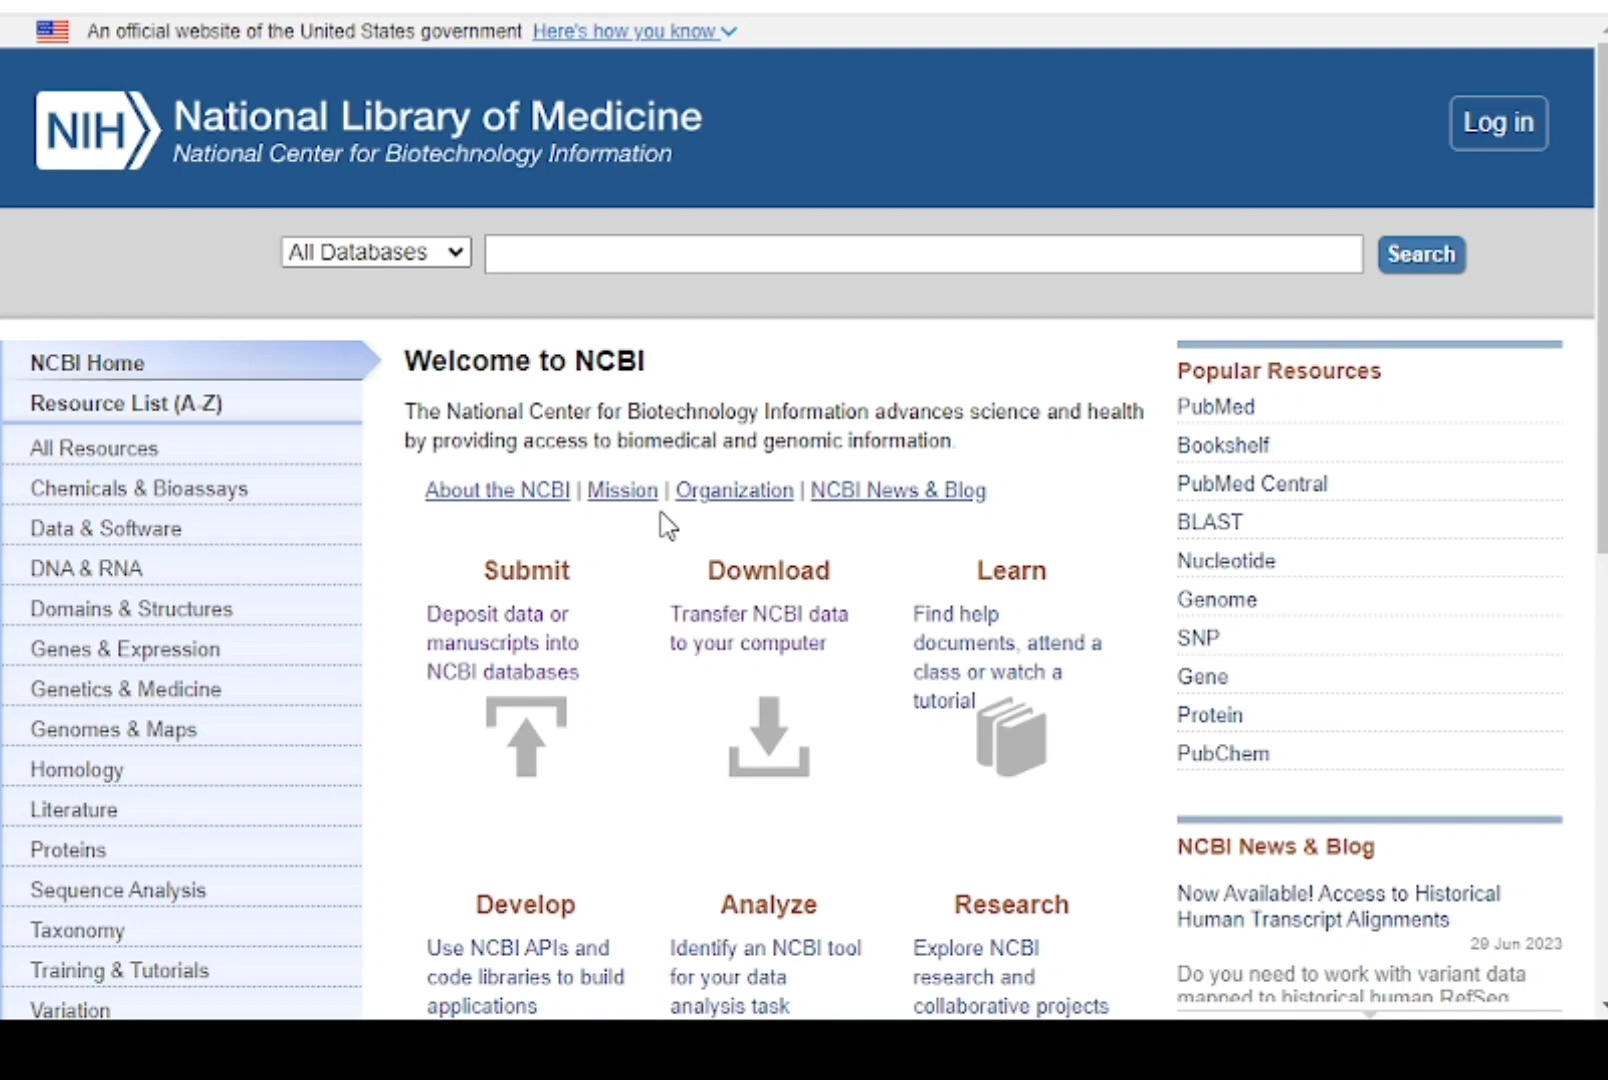 An official website of the United States government Here's how you know
NIH
National Library of Medicine
National Center for Biotechnology Information
Log in
All Databases
Search
NCBI Home
Resource List (A-Z)
All Resources
Chemicals & Bioassays
Data & Software
DNA & RNA
Domains & Structures
Genes & Expression
Genetics & Medicine
Genomes & Maps
Homology
Literature
Proteins
Sequence Analysis
Taxonomy
Training & Tutorials
Variation
Welcome to NCBI
The National Center for Biotechnology Information advances science and health
by providing access to biomedical and genomic information.
About the NCBI | Mission | Organization | NCBI News & Blog
Submit
Deposit data or
manuscripts into
NCBI databases
Download
Transfer NCBI data
to your computer
Learn
Find help
documents, attend a
class or watch a
tutorial
Develop
Use NCBI APIs and
code libraries to build
applications
Analyze
Identify an NCBI tool
for your data
analysis task
Research
Explore NCBI
research and
collaborative projects
Popular Resources
PubMed
Bookshelf
PubMed Central
BLAST
Nucleotide
Genome
SNP
Gene
Protein
PubChem
NCBI News & Blog
Now Available! Access to Historical
Human Transcript Alignments
29 Jun 2023
Do you need to work with variant data
mapped to historical human RefSeq